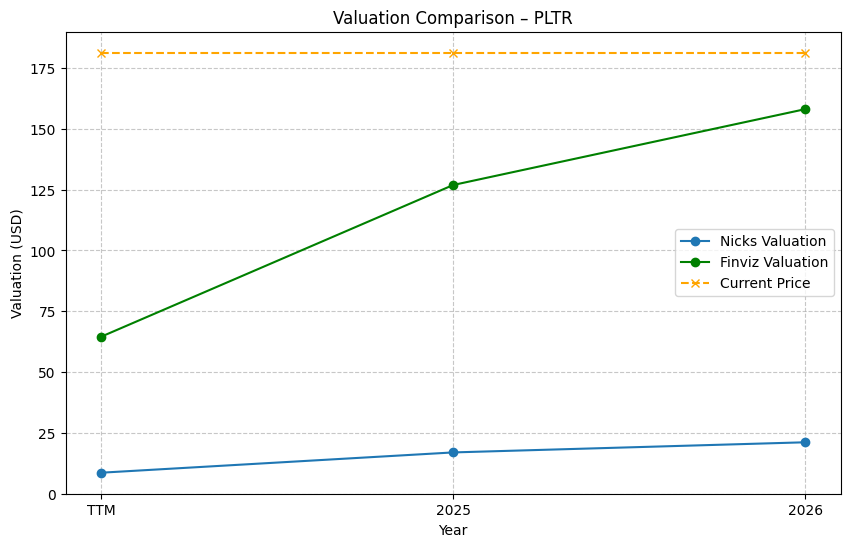 Valuation Comparison – PLTR
Valuation (USD)
175
150
125
100
75
50
25
0
Nicks Valuation
Finviz Valuation
Current Price
TTM
2025
2026
Year